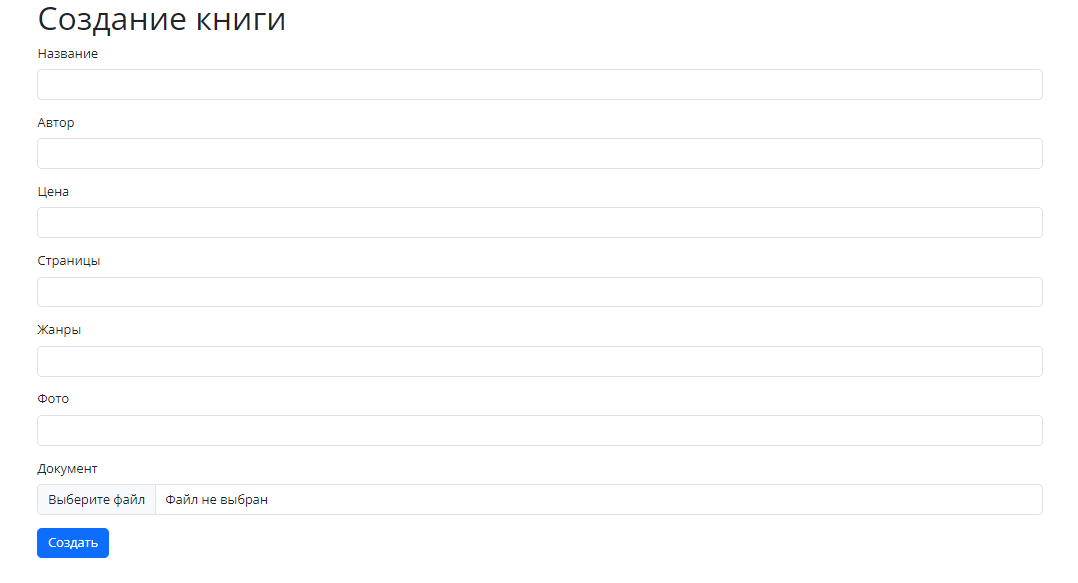 Создание книги
Название
Автор
Цена
Страницы
Жанры
Фото
Документ
Выберите файл Файл не выбран
Создать